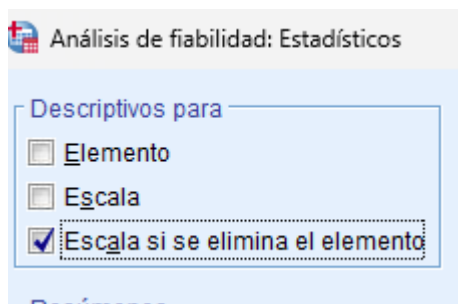 Análisis de fiabilidad: Estadísticos
Descriptivos para
Elemento
Escala
Escala si se elimina el elemento